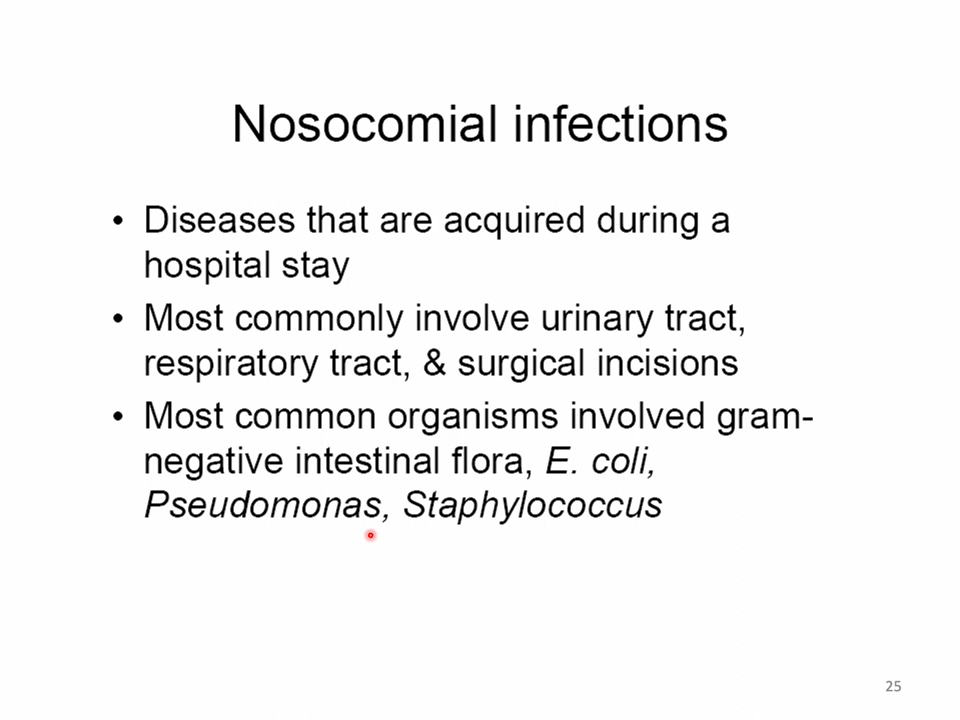 Nosocomial infections
• Diseases that are acquired during a
hospital stay
• Most commonly involve urinary tract,
respiratory tract, & surgical incisions
• Most common organisms involved gram-
negative intestinal flora, E. coli,
Pseudomonas, Staphylococcus
25